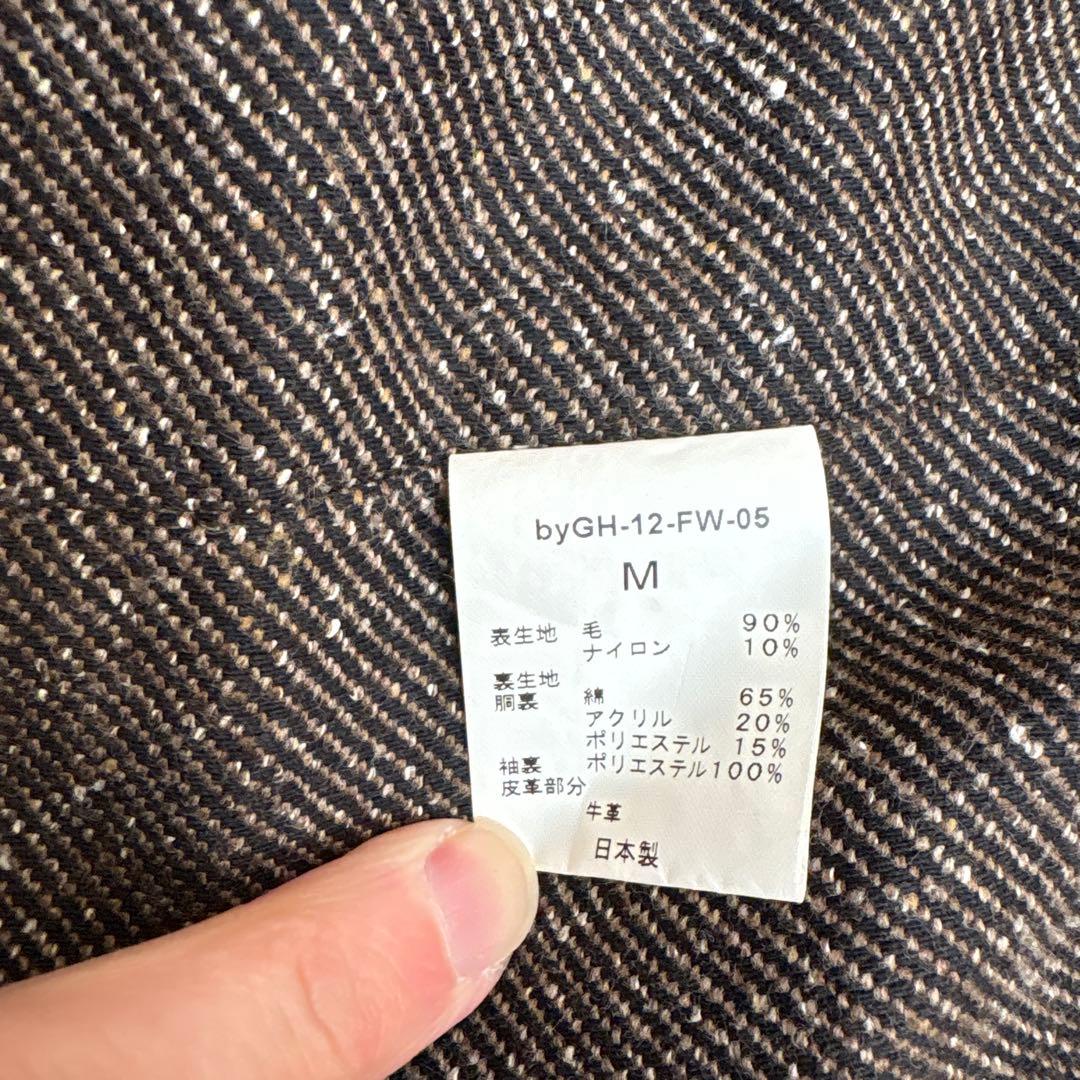 byGH-12-FW-05
M
表生地 毛 90%
ナイロン 10%
裏生地
胴裏 綿 65%
アクリル 20%
ポリエステル 15%
袖裏 ポリエステル100%
皮革部分
牛革
日本製